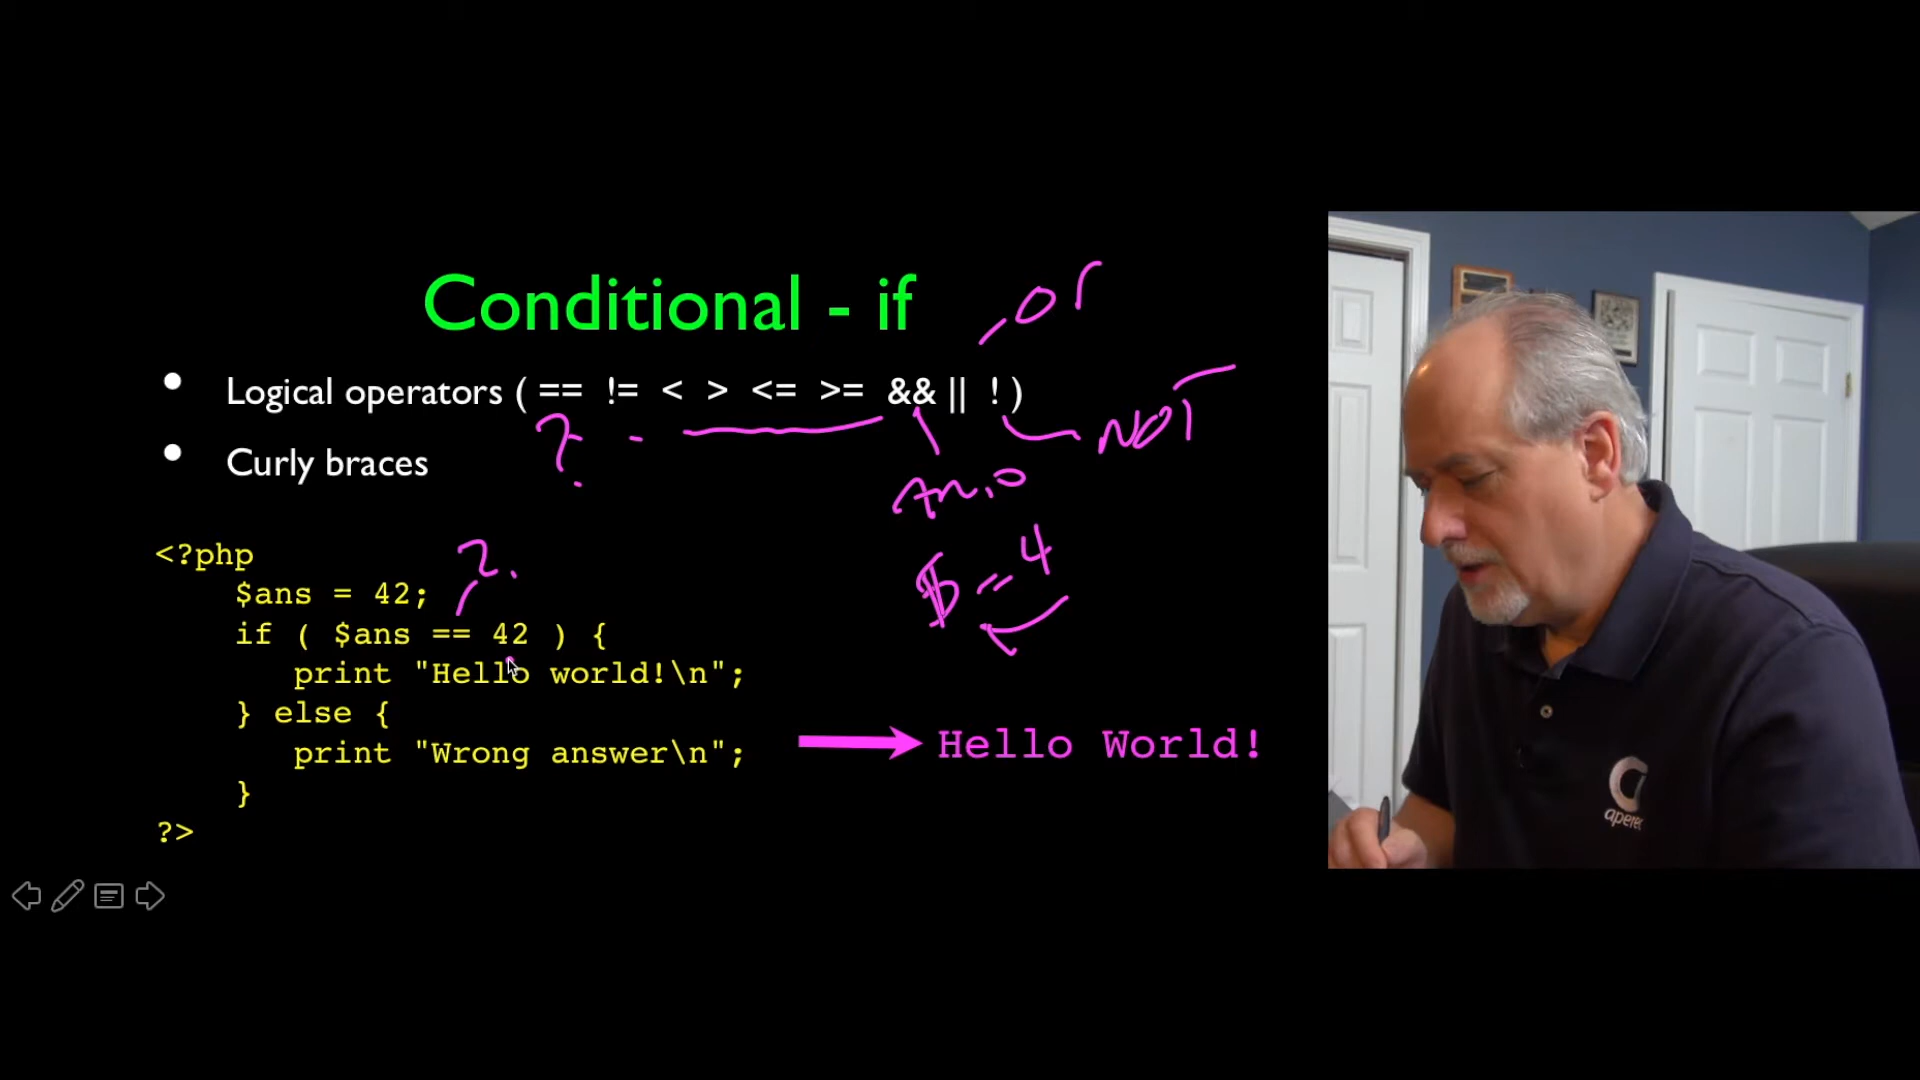 Conditional - if
or
• Logical operators ( == != < > <= >= && || ! )
NOT
?
• Curly braces
AND
<?php
?
$ = 4
$ans = 42;
if ( $ans == 42 ) {
print "Hello world!\n";
} else {
Hello World!
print "Wrong answer\n";
}
?>